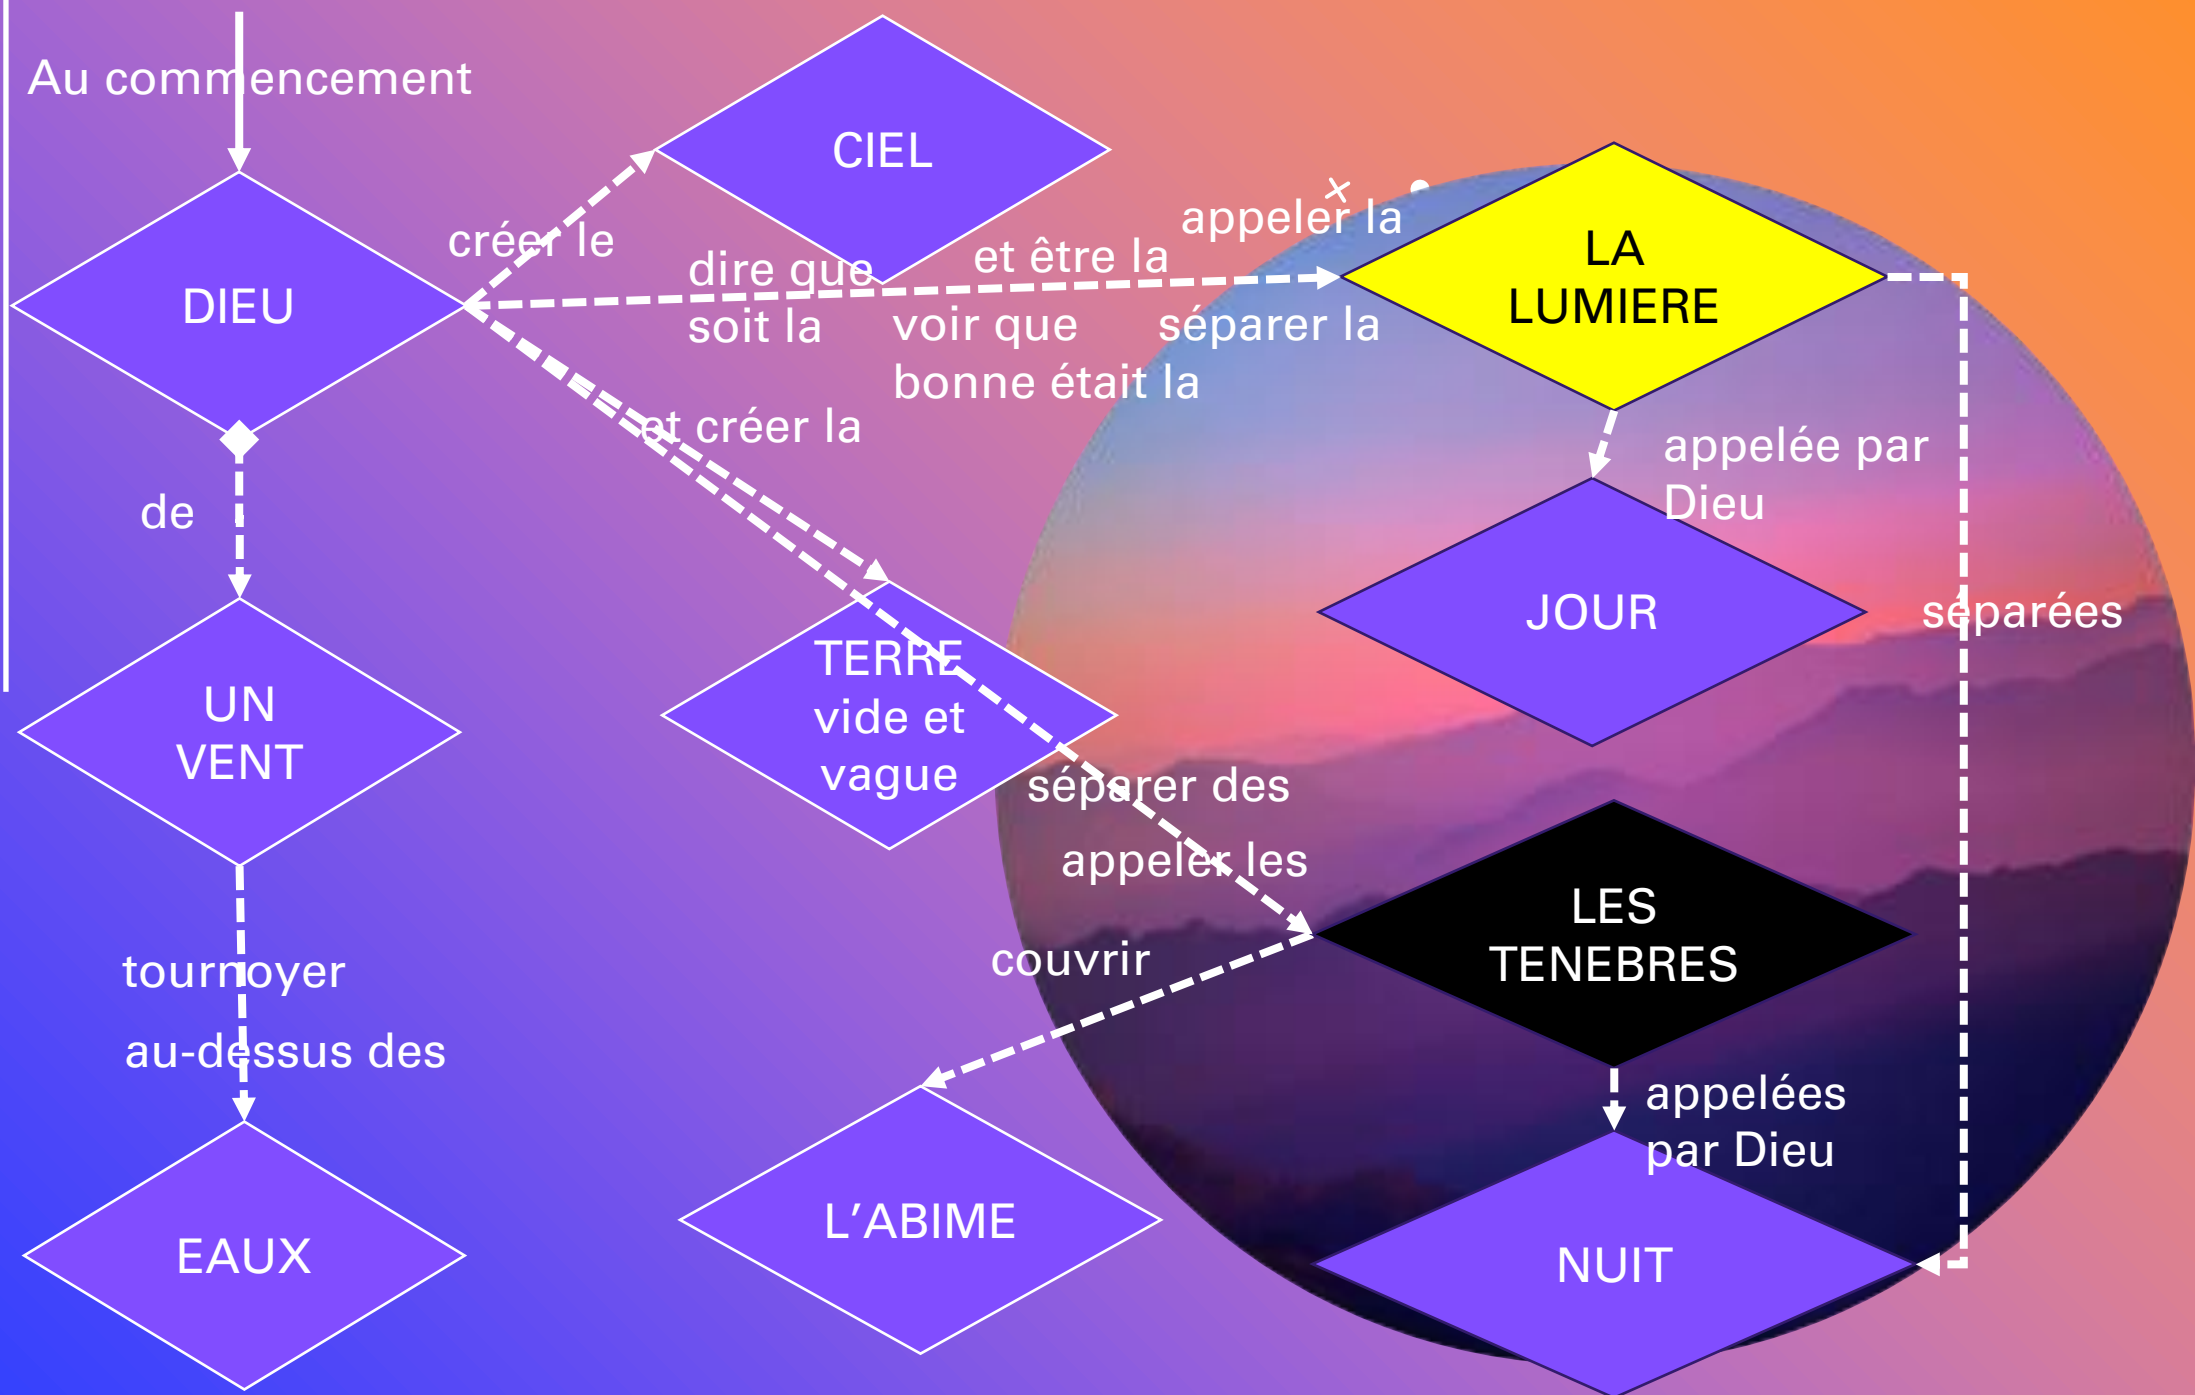 Au commencement
CIEL
DIEU
créer le
dire que
soit la
et être la
voir que
bonne était la
appeler la
séparer la
LA
LUMIERE
et créer la
appelée par
Dieu
de
JOUR
séparées
UN
VENT
TERRE
vide et
vague
séparer des
appeler les
LES
TENEBRES
couvrir
tournoyer
au-dessus des
appelées
par Dieu
EAUX
L'ABIME
NUIT